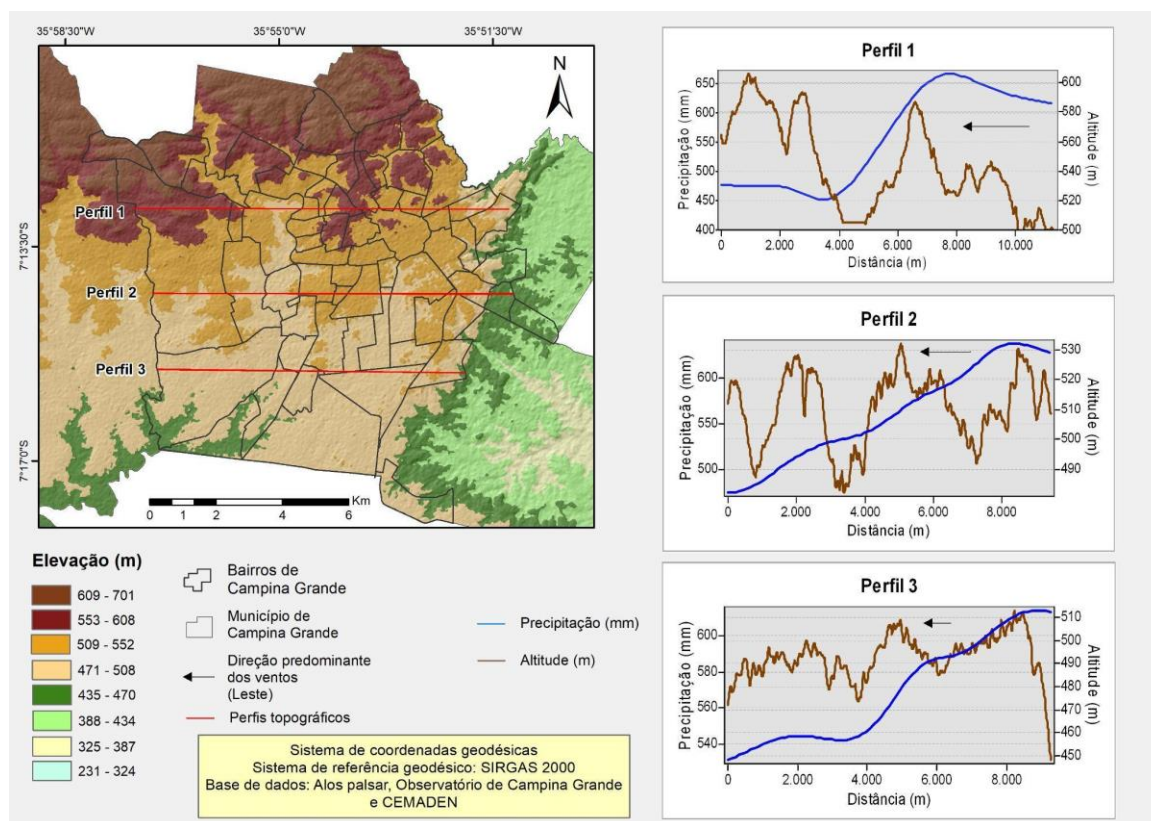 35°58'30"W
35°55'0"W
35°51'30"W
N
7°13'30"S
7°17'0"S
Perfil 1
Perfil 2
Perfil 3
Km
0 1 2 4 6
Elevação (m)
609 - 701
553 - 608
509 - 552
471 - 508
435 - 470
388 - 434
325 - 387
231 - 324
Bairros de
Campina Grande
Município de
Campina Grande
Direção predominante
dos ventos
(Leste)
Perfis topográficos
Precipitação (mm)
Altitude (m)
Sistema de coordenadas geodésicas
Sistema de referência geodésico: SIRGAS 2000
Base de dados: Alos palsar, Observatório de Campina Grande
e CEMADEN
Perfil 1
Precipitação (mm)
650
600
550
500
450
400
Altitude (m)
600
580
560
540
520
500
0 2.000 4.000 6.000 8.000 10.000
Distância (m)
Perfil 2
Precipitação (mm)
600
550
500
Altitude (m)
530
520
510
500
490
0 2.000 4.000 6.000 8.000
Distância (m)
Perfil 3
Precipitação (mm)
600
580
560
540
Altitude (m)
510
500
490
480
470
460
450
0 2.000 4.000 6.000 8.000
Distância (m)